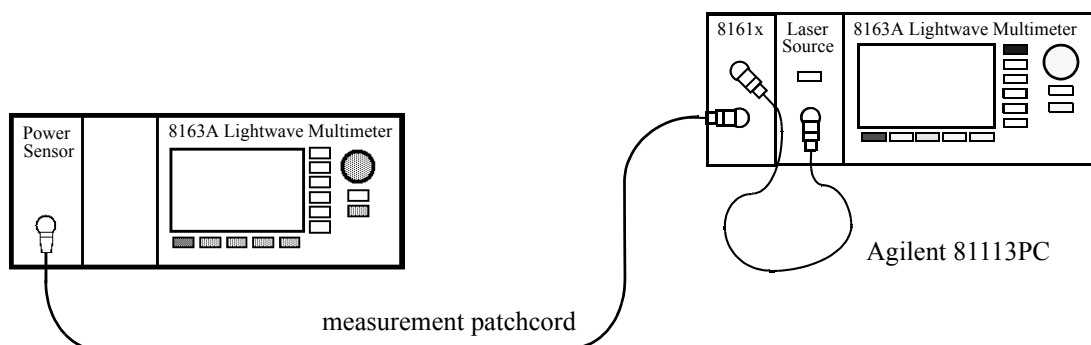 8161x
Laser
Source
8163A Lightwave Multimeter
Power
Sensor
8163A Lightwave Multimeter
Agilent 81113PC
measurement patchcord